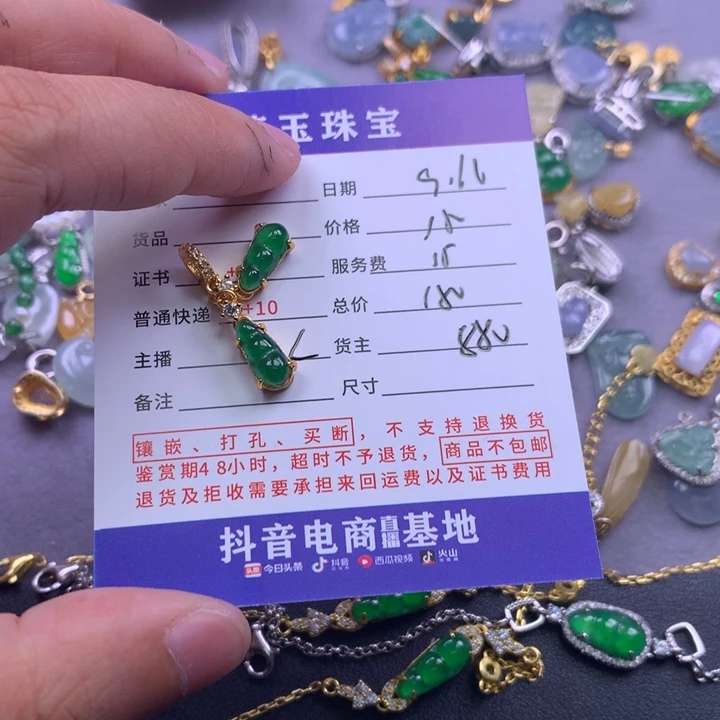 玉珠宝
日期 9.16
货品 价格 15
证书 服务费 15
普通快递 +10 总价 180
主播 货主 880
备注 尺寸
镶嵌、打孔、买断，不支持退换货
鉴赏期48小时，超时不予退货，商品不包邮
退货及拒收需要承担来回运费以及证书费用
抖音电商直播基地
头条 今日头条 抖音 西瓜视频 火山